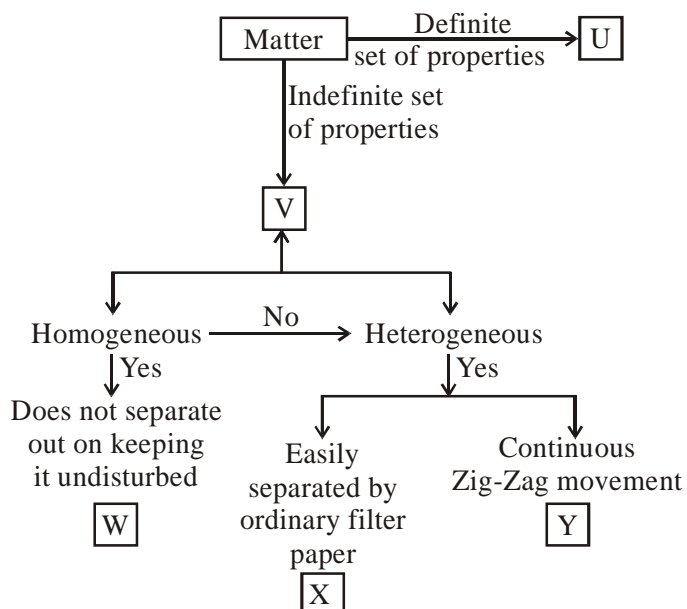 Matter
Definite
set of properties
U
Indefinite set
of properties
V
Homogeneous
No
Heterogeneous
Yes
Yes
Does not separate
out on keeping
it undisturbed
W
Easily
separated by
ordinary filter
paper
X
Continuous
Zig-Zag movement
Y